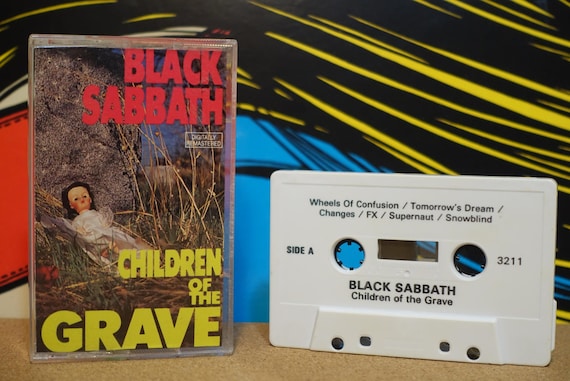 BLACK
SABBATH
DIGITALLY
REMASTERED
CHILDREN
OF
THE
GRAVE
Wheels Of Confusion / Tomorrow's Dream /
Changes / FX / Supernaut / Snowblind
SIDE A
3211
BLACK SABBATH
Children of the Grave